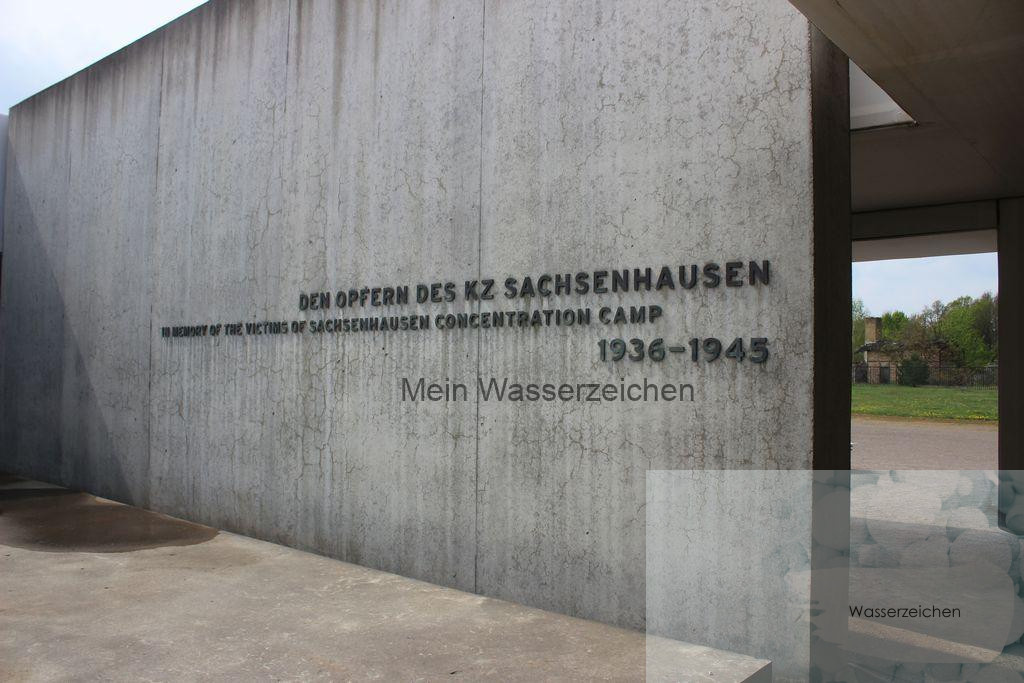 DEN OPFERN DES KZ SACHSENHAUSEN
IN MEMORY OF THE VICTIMS OF SACHSENHAUSEN CONCENTRATION CAMP
1936-1945
Mein Wasserzeichen
Wasserzeichen